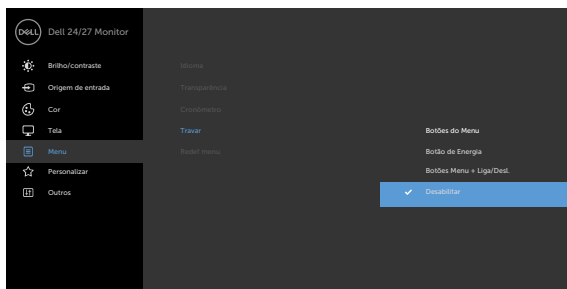 DELL
Dell 24/27 Monitor
Brilho/contraste
Origem de entrada
Cor
Tela
Menu
Personalizar
Outros
Idioma
Transparência
Cronômetro
Travar
Redef menu
Botões do Menu
Botão de Energia
Botões Menu + Liga/Desl.
Desabilitar